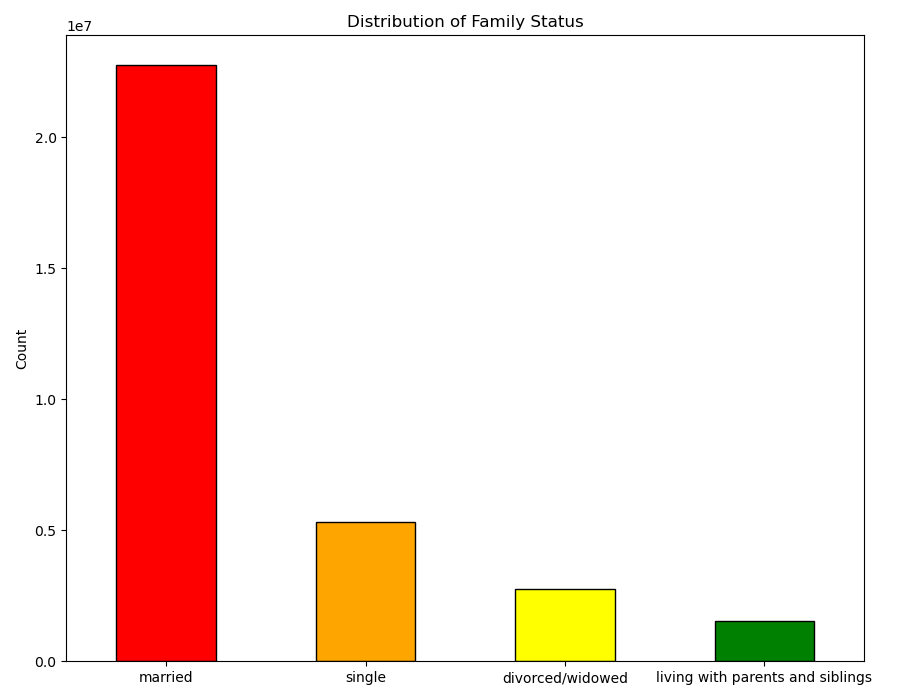 Distribution of Family Status
1e7
2.0
1.5
1.0
0.5
0.0
Count
married single divorced/widowed living with parents and siblings